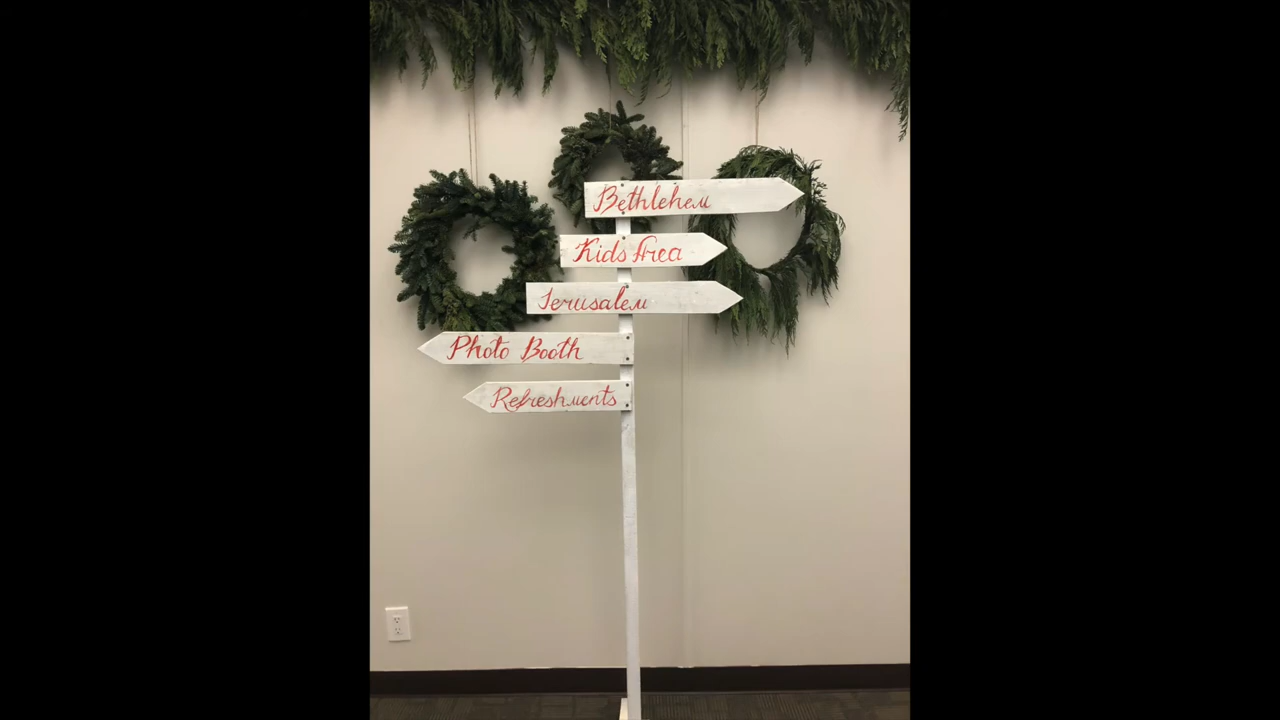 Bethlehem
Kids Area
Jerusalem
Photo Booth
Refreshments